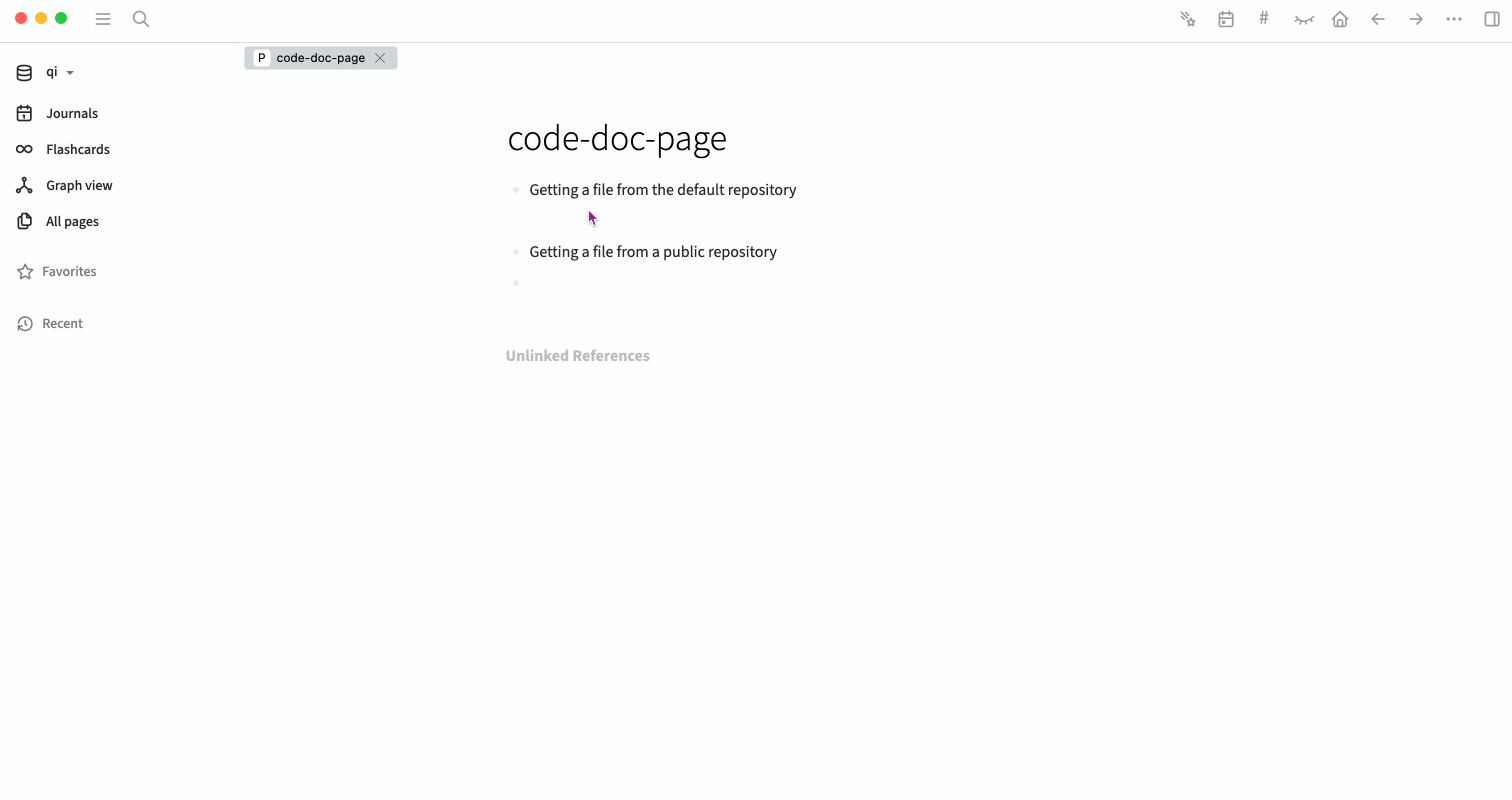 qi
P code-doc-page
Journals
Flashcards
Graph view
All pages
Favorites
Recent
code-doc-page
Getting a file from the default repository
Getting a file from a public repository
Unlinked References